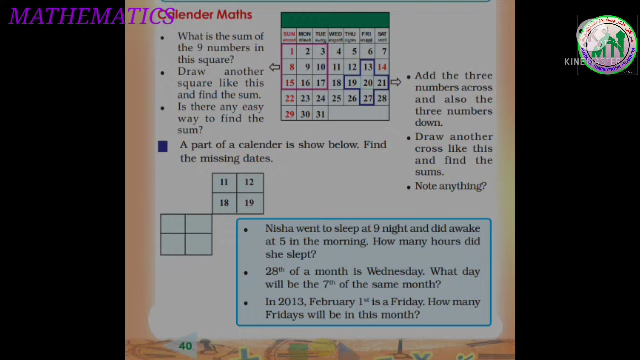 MATHEMATICS
Calender Maths
• What is the sum of
the 9 numbers in
this square?
• Draw another
square like this
and find the sum.
• Is there any easy
way to find the
sum?
SUN MON TUE WED THU FRI SAT
1 2 3 4 5 6 7
8 9 10 11 12 13 14
15 16 17 18 19 20 21
22 23 24 25 26 27 28
29 30 31
• Add the three
numbers across
and also the
three numbers
down.
• Draw another
cross like this
and find the
sums.
• Note anything?
A part of a calender is show below. Find
the missing dates.
11 12
18 19
• Nisha went to sleep at 9 night and did awake
at 5 in the morning. How many hours did
she slept?
• 28th of a month is Wednesday. What day
will be the 7th of the same month?
• In 2013, February 1st is a Friday. How many
Fridays will be in this month?
40
MN